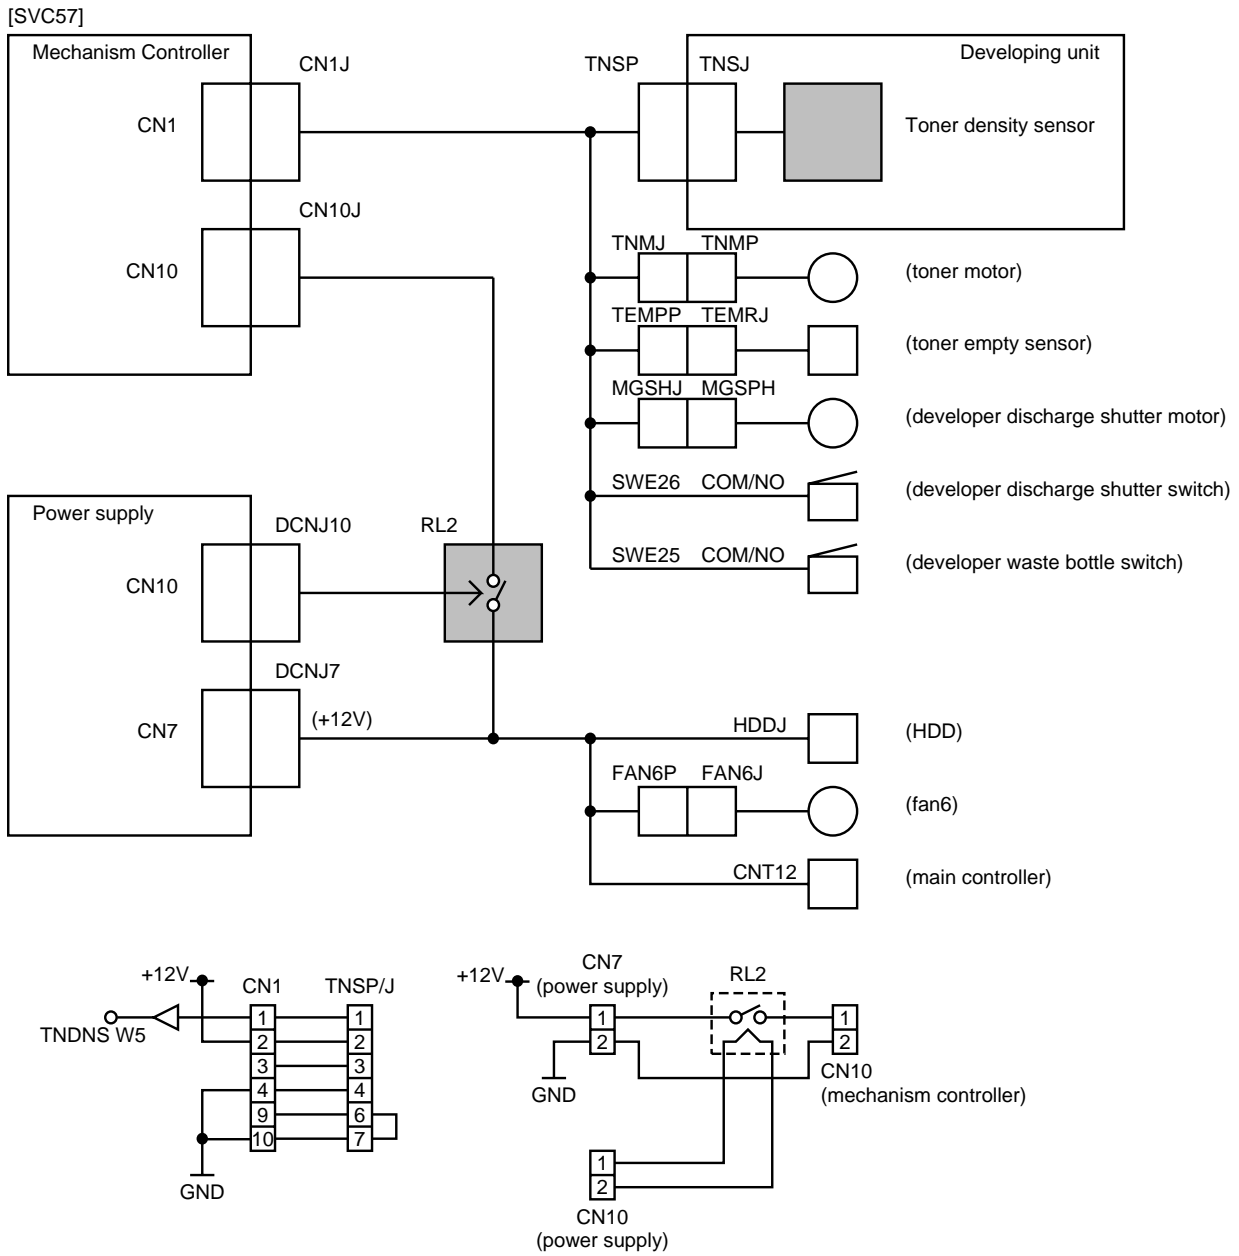 [SVC57]
Mechanism Controller
CN1J
TNSP
TNSJ
Developing unit
CN1
Toner density sensor
CN10J
CN10
TNMJ
TNMP
(toner motor)
TEMPP
TEMRJ
(toner empty sensor)
MGSHJ
MGSPH
(developer discharge shutter motor)
SWE26
COM/NO
(developer discharge shutter switch)
SWE25
COM/NO
(developer waste bottle switch)
Power supply
DCNJ10
RL2
CN10
DCNJ7
CN7
(+12V)
HDDJ
(HDD)
FAN6P
FAN6J
(fan6)
CNT12
(main controller)
+12V
CN1
TNSP/J
TNDNS W5
1
1
2
2
3
3
4
4
9
6
10
7
GND
+12V
CN7
(power supply)
RL2
1
2
1
2
GND
CN10
(mechanism controller)
1
2
CN10
(power supply)